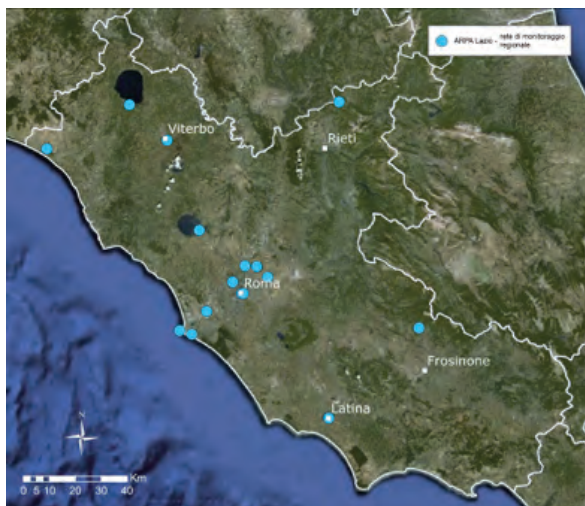 ARPA Lazio - rete di monitoraggio
regionale
Viterbo
Rieti
Roma
Frosinone
Latina
N
Km
0 5 10 20 30 40